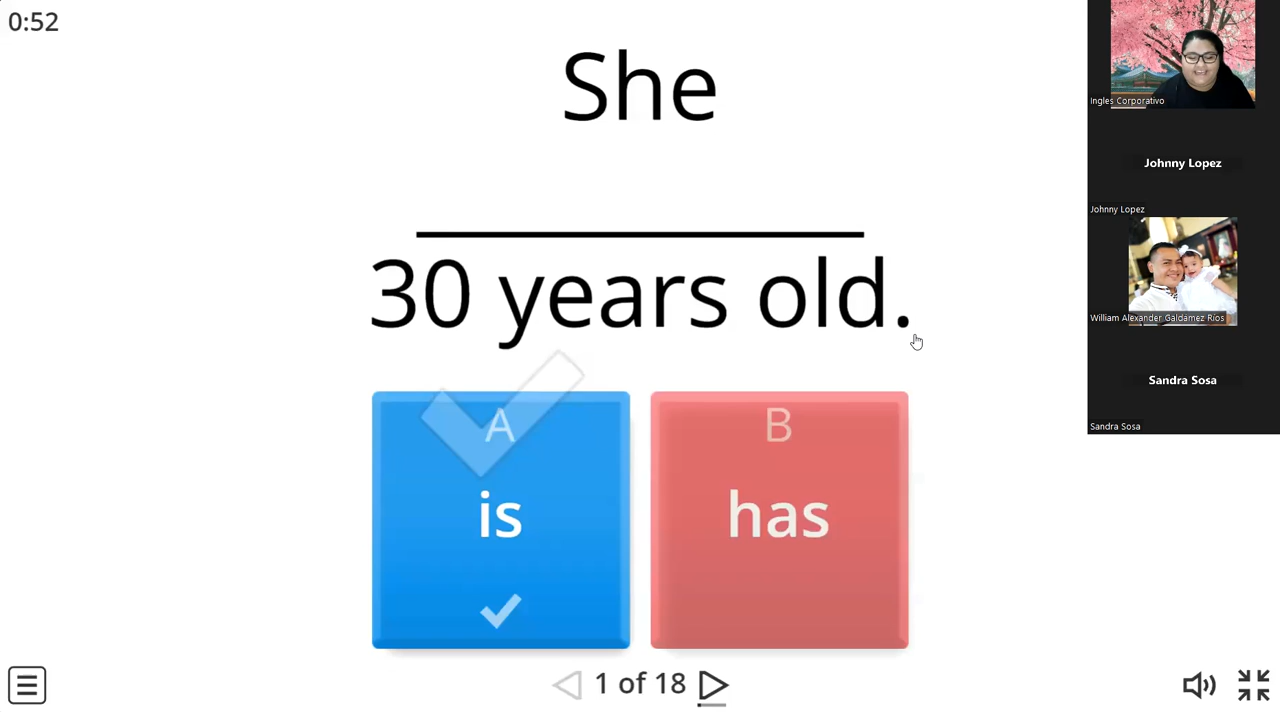 0:52
She
__________
30 years old.
A
is
B
has
1 of 18
Ingles Corporativo
Johnny Lopez
Johnny Lopez
William Alexander Galdamez Rios
Sandra Sosa
Sandra Sosa